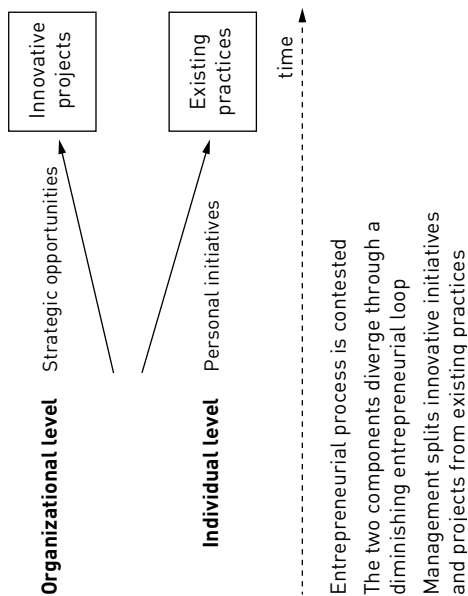 Organizational level
Strategic opportunities
Innovative
projects
Individual level
Personal initiatives
Existing
practices
time
Entrepreneurial process is contested
The two components diverge through a
diminishing entrepreneurial loop
Management splits innovative initiatives
and projects from existing practices